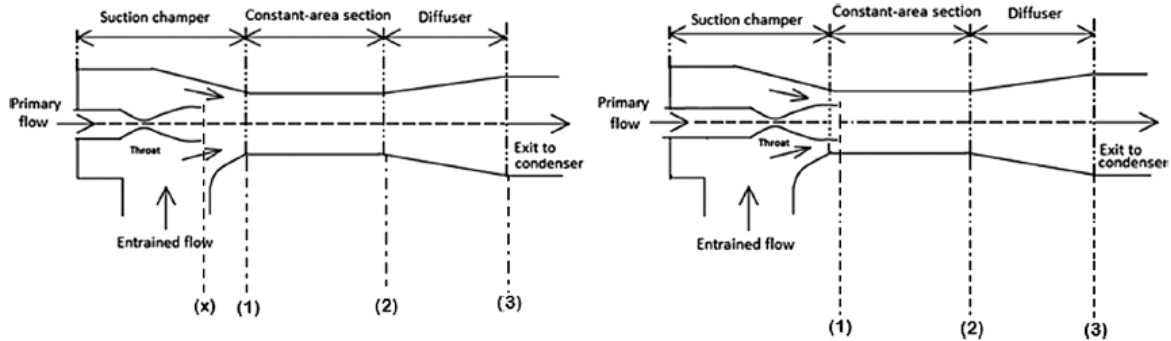 Suction champer
Constant-area section
Diffuser
Primary
flow
Throat
Exit to
condenser
Entrained flow
(x)
(1)
(2)
(3)
Suction champer
Constant-area section
Diffuser
Primary
flow
Throat
Exit to
condenser
Entrained flow
(1)
(2)
(3)